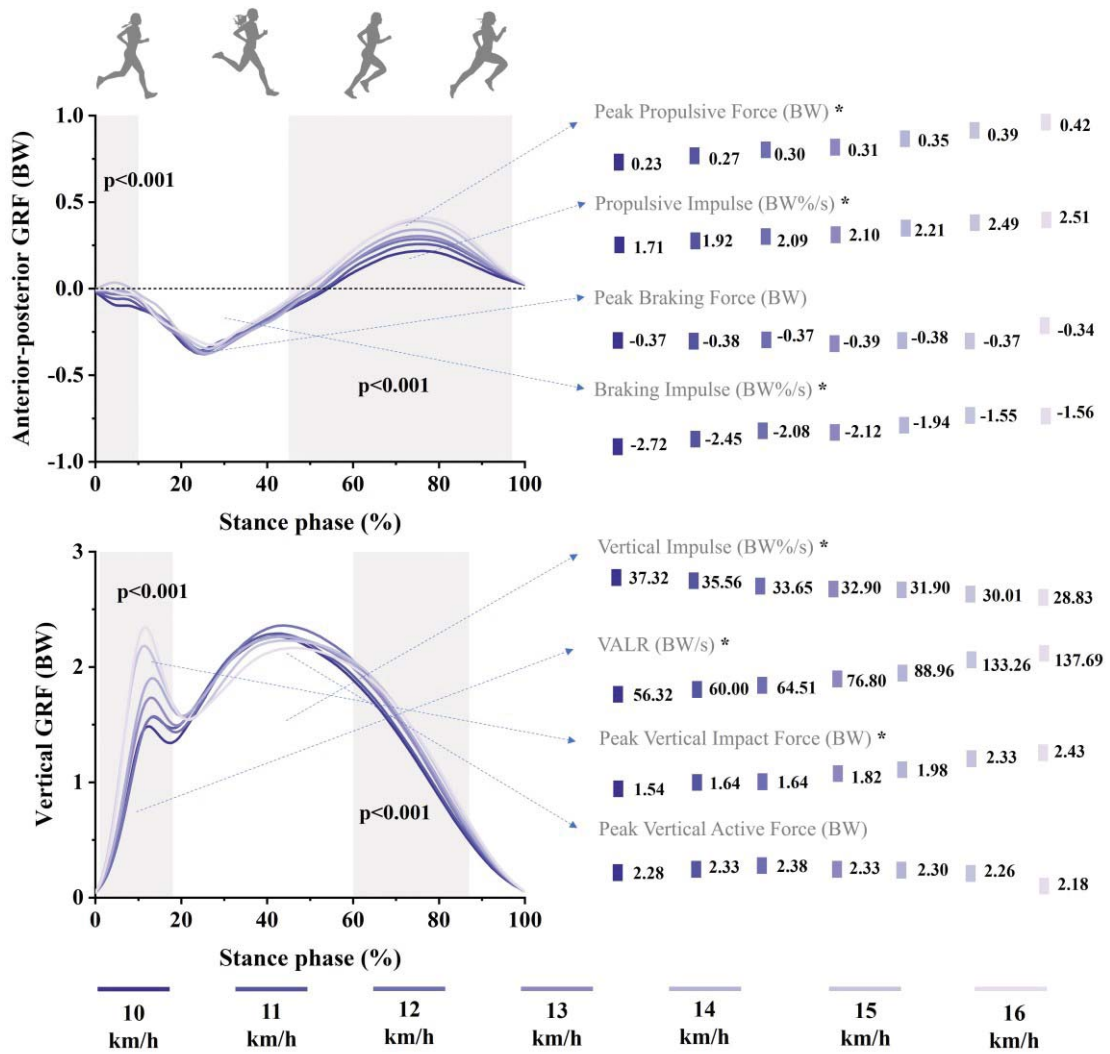 1.0
0.5
0.0
-0.5
-1.0
Anterior-posterior GRF (BW)
p<0.001
p<0.001
0 20 40 60 80 100
Stance phase (%)
Peak Propulsive Force (BW) *
0.23 0.27 0.30 0.31 0.35 0.39 0.42
Propulsive Impulse (BW%/s) *
1.71 1.92 2.09 2.10 2.21 2.49 2.51
Peak Braking Force (BW)
-0.37 -0.38 -0.37 -0.39 -0.38 -0.37 -0.34
Braking Impulse (BW%/s) *
-2.72 -2.45 -2.08 -2.12 -1.94 -1.55 -1.56
3
2
1
0
Vertical GRF (BW)
p<0.001
p<0.001
0 20 40 60 80 100
Stance phase (%)
Vertical Impulse (BW%/s) *
37.32 35.56 33.65 32.90 31.90 30.01 28.83
VALR (BW/s) *
56.32 60.00 64.51 76.80 88.96 133.26 137.69
Peak Vertical Impact Force (BW) *
1.54 1.64 1.64 1.82 1.98 2.33 2.43
Peak Vertical Active Force (BW)
2.28 2.33 2.38 2.33 2.30 2.26 2.18
10 11 12 13 14 15 16
km/h km/h km/h km/h km/h km/h km/h